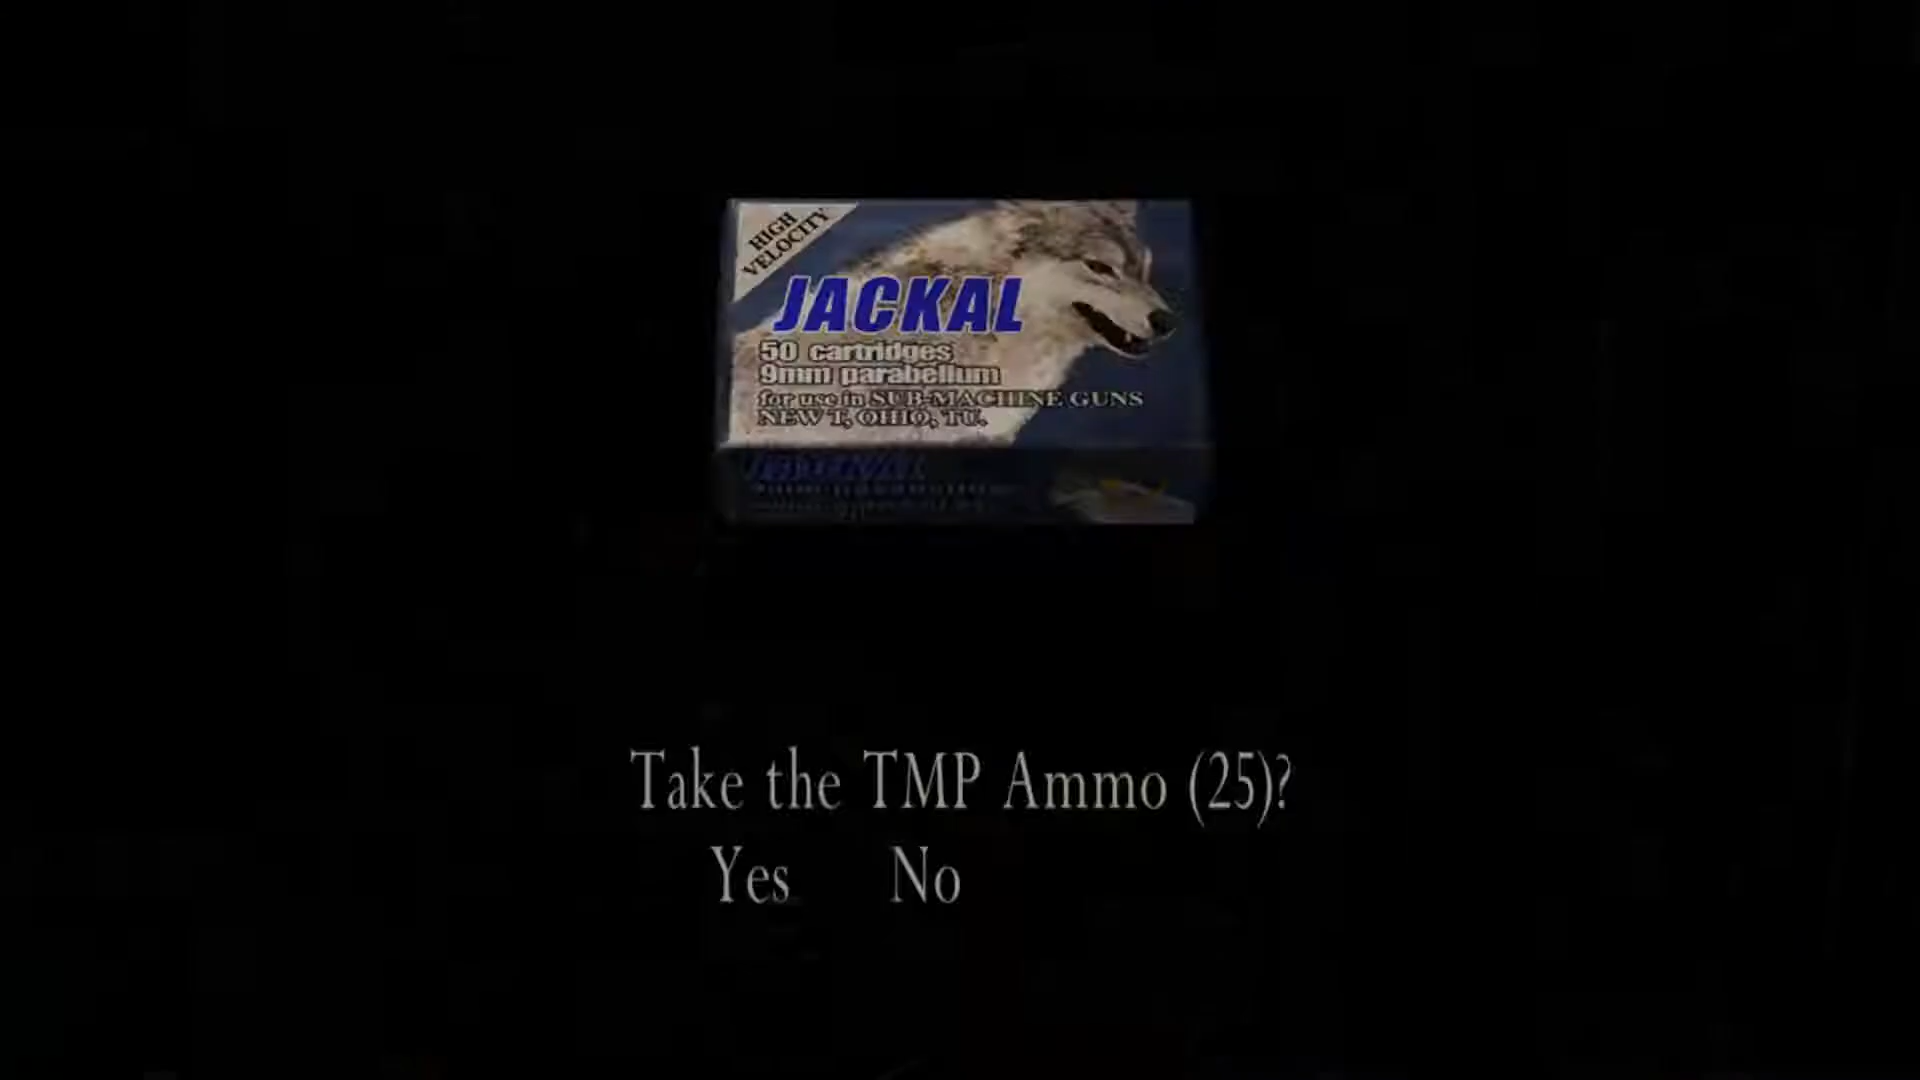 HIGH
VELOCITY
JACKAL
50 cartridges
9mm parabellum
for use in SUB-MACHINE GUNS
NEW T, OHIO, TU.
Take the TMP Ammo (25)?
Yes No